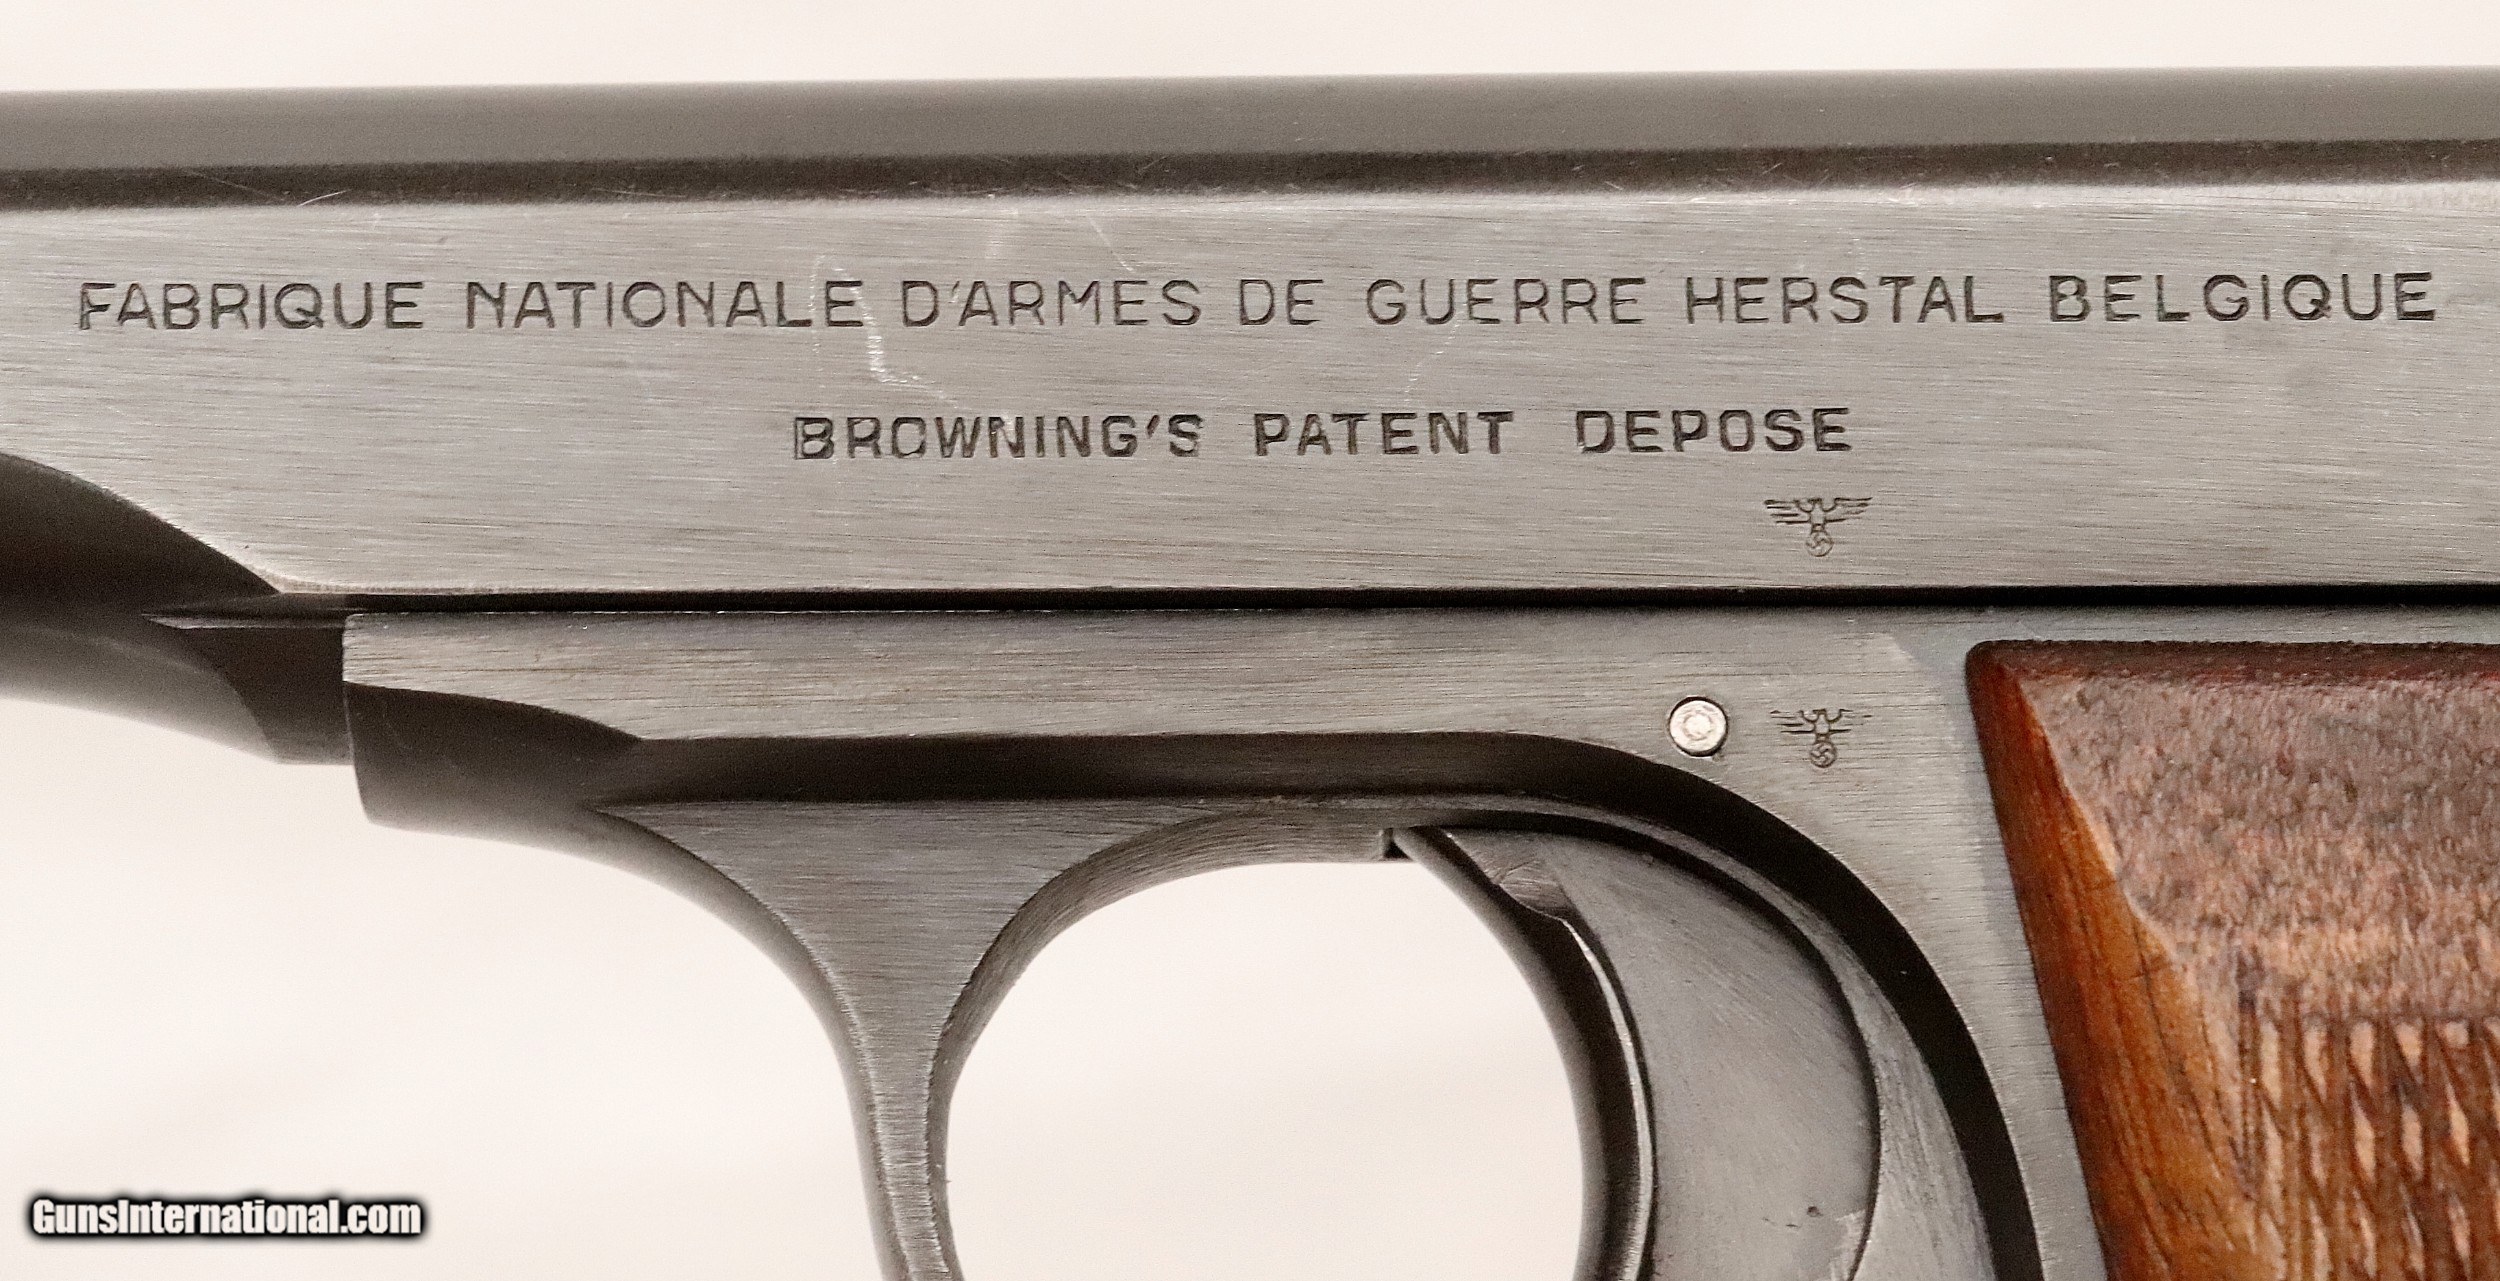 FABRIQUE NATIONALE D'ARMES DE GUERRE HERSTAL BELGIQUE
BROWNING'S PATENT DEPOSE
GunsInternational.com